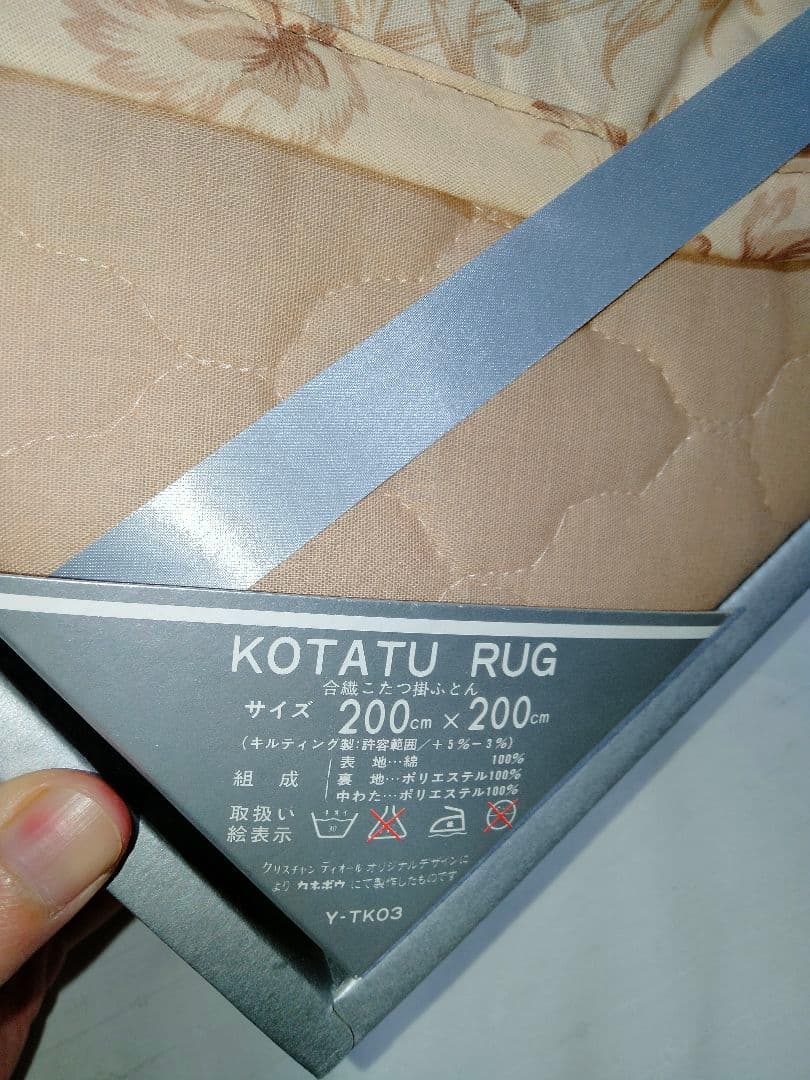 KOTATU RUG
合繊こたつ掛ふとん
サイズ 200cm × 200cm
(キルティング製:許容範囲/+5%-3%)
組成 表 地…綿 100%
裏 地…ポリエステル100%
中わた…ポリエステル100%
取扱い
絵表示
クリスチャン ディオール オリジナルデザインに
より カネボウ にて製作したものです
Y-TK03